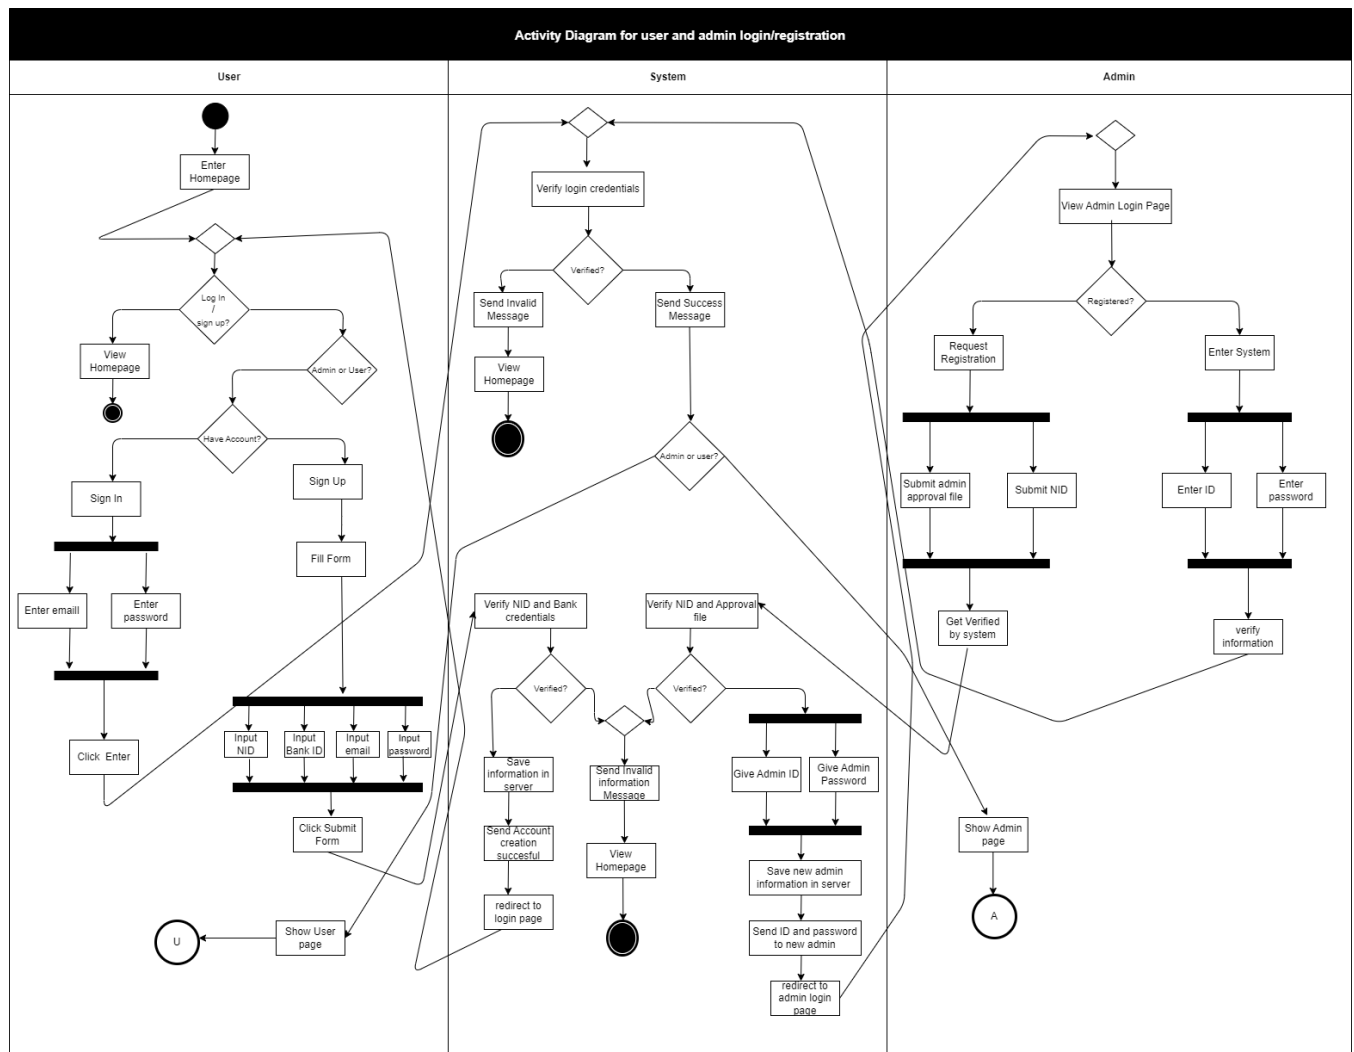 Activity Diagram for user and admin login/registration
User
System
Admin
Enter
Homepage
Log In
/
sign up?
View
Homepage
Admin or User?
Have Account?
Sign In
Sign Up
Fill Form
Enter emaill
Enter
password
Click  Enter
Input
NID
Input
Bank ID
Input
email
Input
password
Click Submit
Form
Show User
page
U
Verify login credentials
Verified?
Send Invalid
Message
Send Success
Message
View
Homepage
Admin or user?
Verify NID and Bank
credentials
Verify NID and Approval
file
Verified?
Verified?
Save
information in
server
Send Invalid
information
Message
Give Admin ID
Give Admin
Password
Send Account
creation
succesful
View
Homepage
Save new admin
information in server
redirect to
login page
Send ID and password
to new admin
redirect to
admin login
page
View Admin Login Page
Registered?
Request
Registration
Enter System
Submit admin
approval file
Submit NID
Enter ID
Enter
password
Get Verified
by system
verify
information
Show Admin
page
A